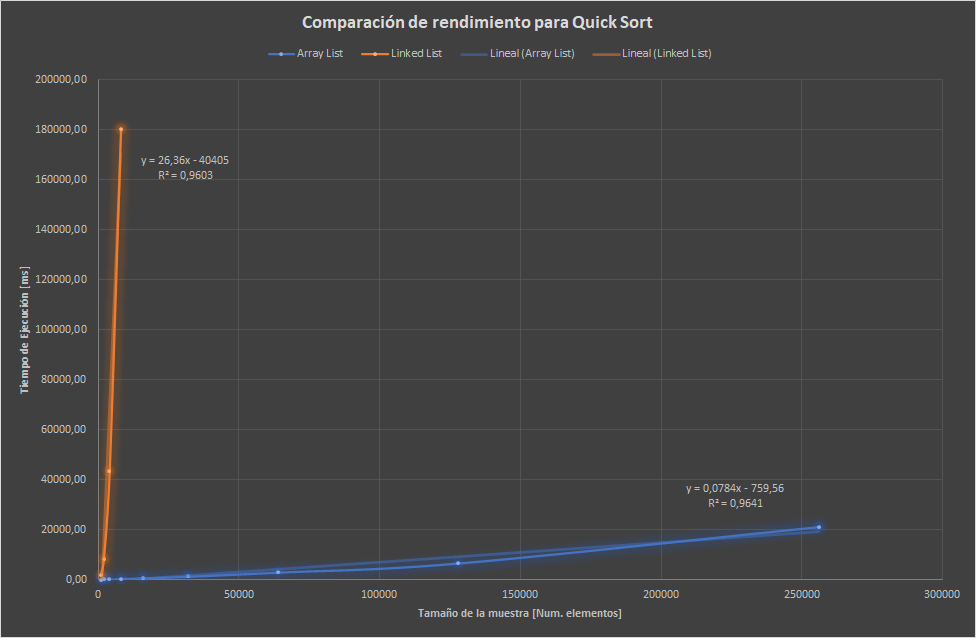 Comparación de rendimiento para Quick Sort
Array List Linked List Lineal (Array List) Lineal (Linked List)
200000,00
180000,00
y = 26,36x - 40405
R² = 0,9603
160000,00
140000,00
120000,00
100000,00
80000,00
60000,00
40000,00
20000,00
0,00
Tiempo de Ejecución [ms]
y = 0,0784x - 759,56
R² = 0,9641
0 50000 100000 150000 200000 250000 300000
Tamaño de la muestra [Num. elementos]